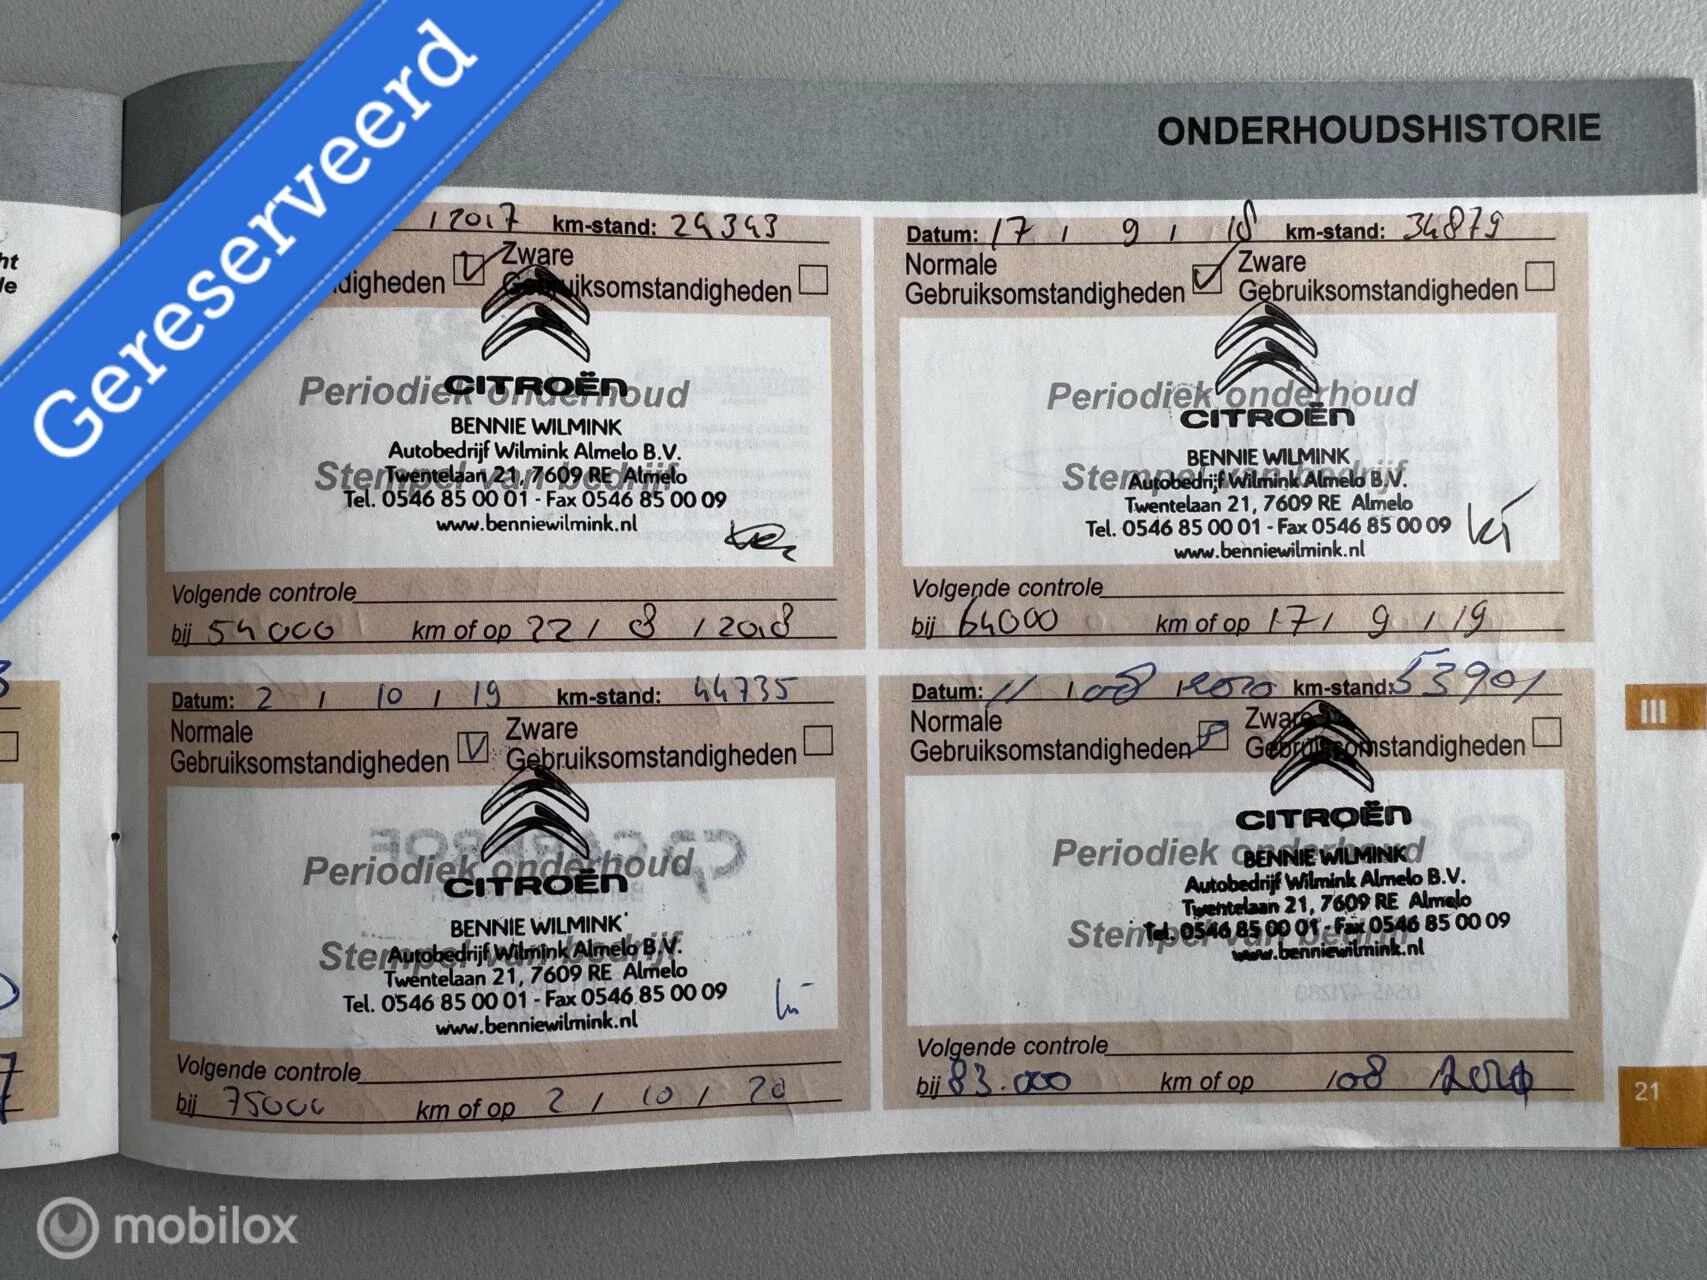 Gereserveerd
ONDERHOUDSHISTORIE
ht
le
/ 2017 km-stand: 24343
digheden Zware
Gebruiksomstandigheden
Periodiek onderhoud
Stempel van bedrijf
CITROËN
BENNIE WILMINK
Autobedrijf Wilmink Almelo B.V.
Twentelaan 21, 7609 RE Almelo
Tel. 0546 85 00 01 - Fax 0546 85 00 09
www.benniewilmink.nl
Volgende controle
bij 54000 km of op 22 / 8 / 2018
Datum: 17 / 9 / 18 km-stand: 34879
Normale Zware
Gebruiksomstandigheden Gebruiksomstandigheden
Periodiek onderhoud
Stempel van bedrijf
CITROËN
BENNIE WILMINK
Autobedrijf Wilmink Almelo B.V.
Twentelaan 21, 7609 RE Almelo
Tel. 0546 85 00 01 - Fax 0546 85 00 09
www.benniewilmink.nl
Volgende controle
bij 64000 km of op 17 / 9 / 19
Datum: 2 / 10 / 19 km-stand: 44735
Normale Zware
Gebruiksomstandigheden Gebruiksomstandigheden
Periodiek onderhoud
Stempel van bedrijf
CITROËN
BENNIE WILMINK
Autobedrijf Wilmink Almelo B.V.
Twentelaan 21, 7609 RE Almelo
Tel. 0546 85 00 01 - Fax 0546 85 00 09
www.benniewilmink.nl
Volgende controle
bij 75000 km of op 2 / 10 / 20
Datum: 11 / 08 / 2020 km-stand: 53901
Normale Zware
Gebruiksomstandigheden Gebruiksomstandigheden
Periodiek onderhoud
Stempel van bedrijf
CITROËN
BENNIE WILMINK
Autobedrijf Wilmink Almelo B.V.
Twentelaan 21, 7609 RE Almelo
Tel. 0546 85 00 01 - Fax 0546 85 00 09
www.benniewilmink.nl
Volgende controle
bij 83.000 km of op / 08
III
21
mobilox